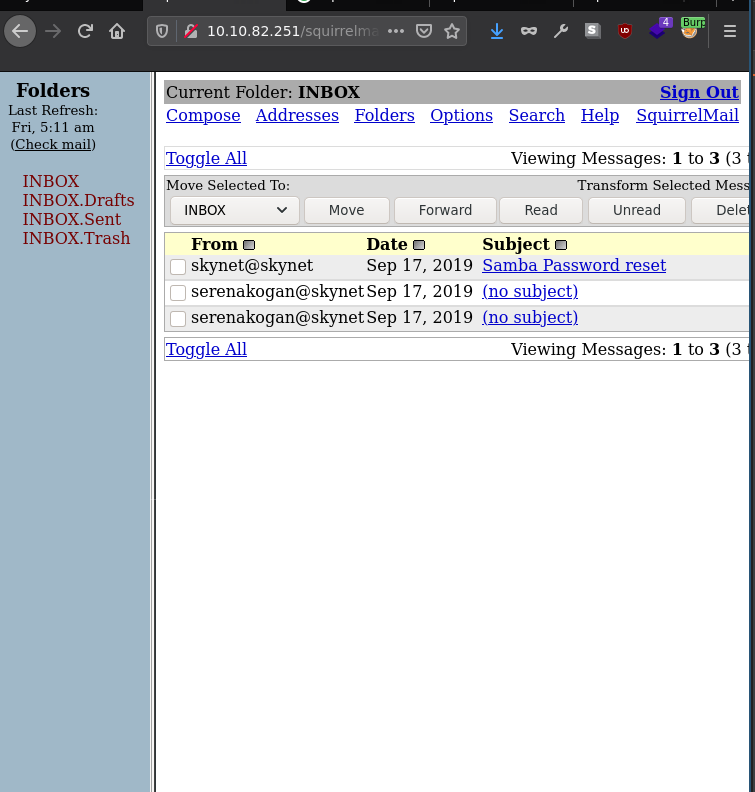 10.10.82.251/squirrelma
4
Burp
S
UD
Folders
Last Refresh:
Fri, 5:11 am
(Check mail)
INBOX
INBOX.Drafts
INBOX.Sent
INBOX.Trash
Current Folder: INBOX Sign Out
Compose Addresses Folders Options Search Help SquirrelMail
Toggle All Viewing Messages: 1 to 3 (3 t
Move Selected To: Transform Selected Mess
INBOX Move Forward Read Unread Delet
From Date Subject
skynet@skynet Sep 17, 2019 Samba Password reset
serenakogan@skynet Sep 17, 2019 (no subject)
serenakogan@skynet Sep 17, 2019 (no subject)
Toggle All Viewing Messages: 1 to 3 (3 t